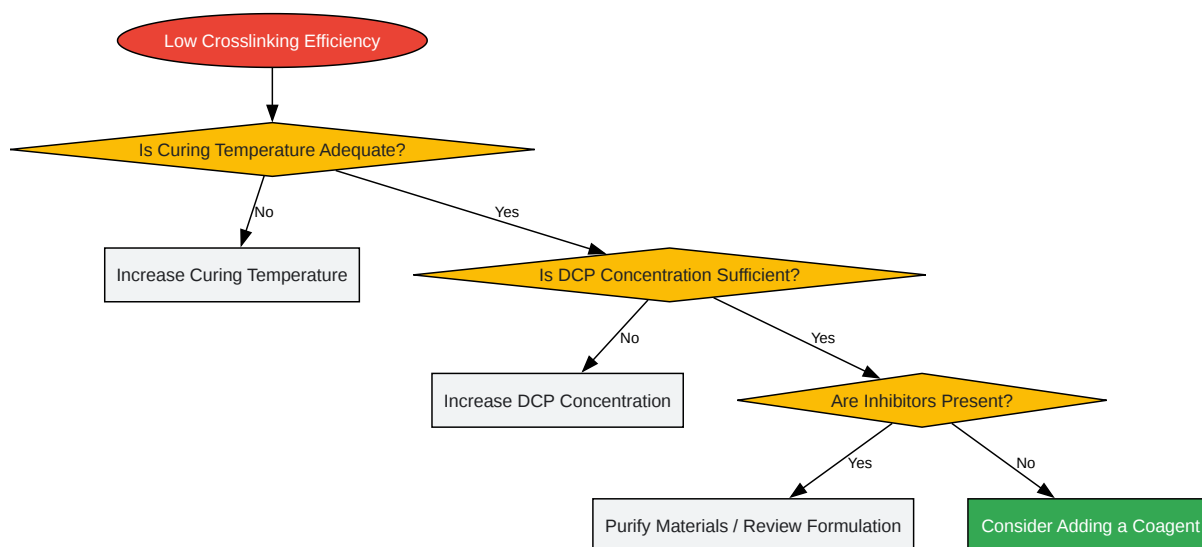 Low Crosslinking Efficiency
Is Curing Temperature Adequate?
No
Yes
Increase Curing Temperature
Is DCP Concentration Sufficient?
No
Yes
Increase DCP Concentration
Are Inhibitors Present?
Yes
No
Purify Materials / Review Formulation
Consider Adding a Coagent